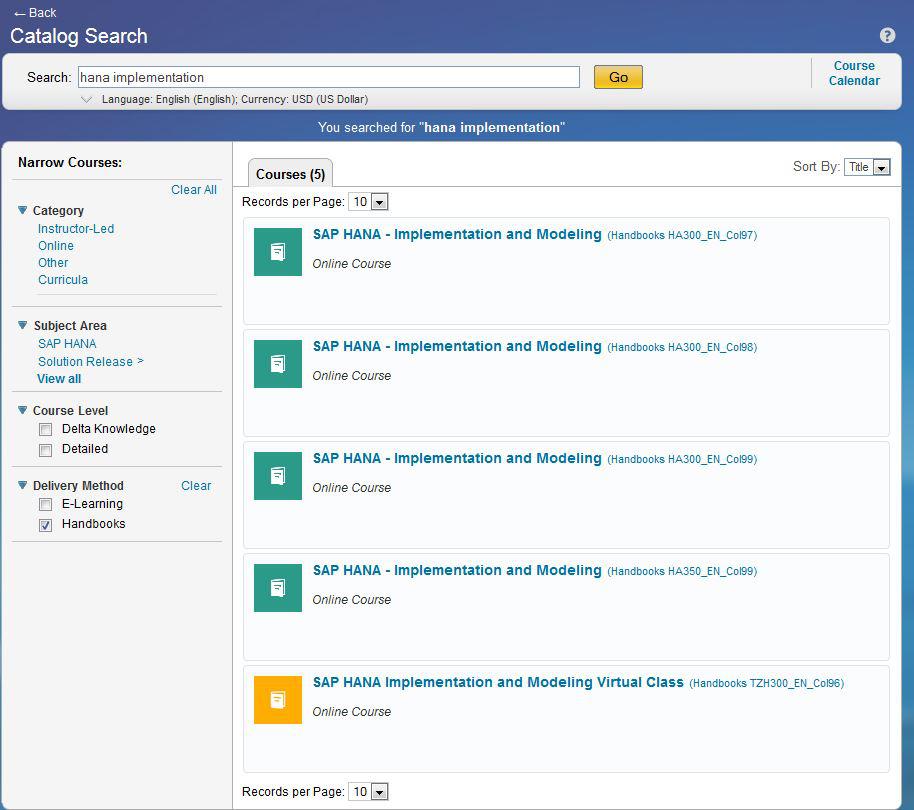 ← Back
Catalog Search
?
Search: hana implementation Go
Course Calendar
Language: English (English); Currency: USD (US Dollar)
You searched for "hana implementation"
Narrow Courses:
Clear All
Category
Instructor-Led
Online
Other
Curricula
Subject Area
SAP HANA
Solution Release >
View all
Course Level
Delta Knowledge
Detailed
Delivery Method Clear
E-Learning
Handbooks
Courses (5)
Sort By: Title
Records per Page: 10
SAP HANA - Implementation and Modeling (Handbooks HA300_EN_Col97)
Online Course
SAP HANA - Implementation and Modeling (Handbooks HA300_EN_Col98)
Online Course
SAP HANA - Implementation and Modeling (Handbooks HA300_EN_Col99)
Online Course
SAP HANA - Implementation and Modeling (Handbooks HA350_EN_Col99)
Online Course
SAP HANA Implementation and Modeling Virtual Class (Handbooks TZH300_EN_Col96)
Online Course
Records per Page: 10